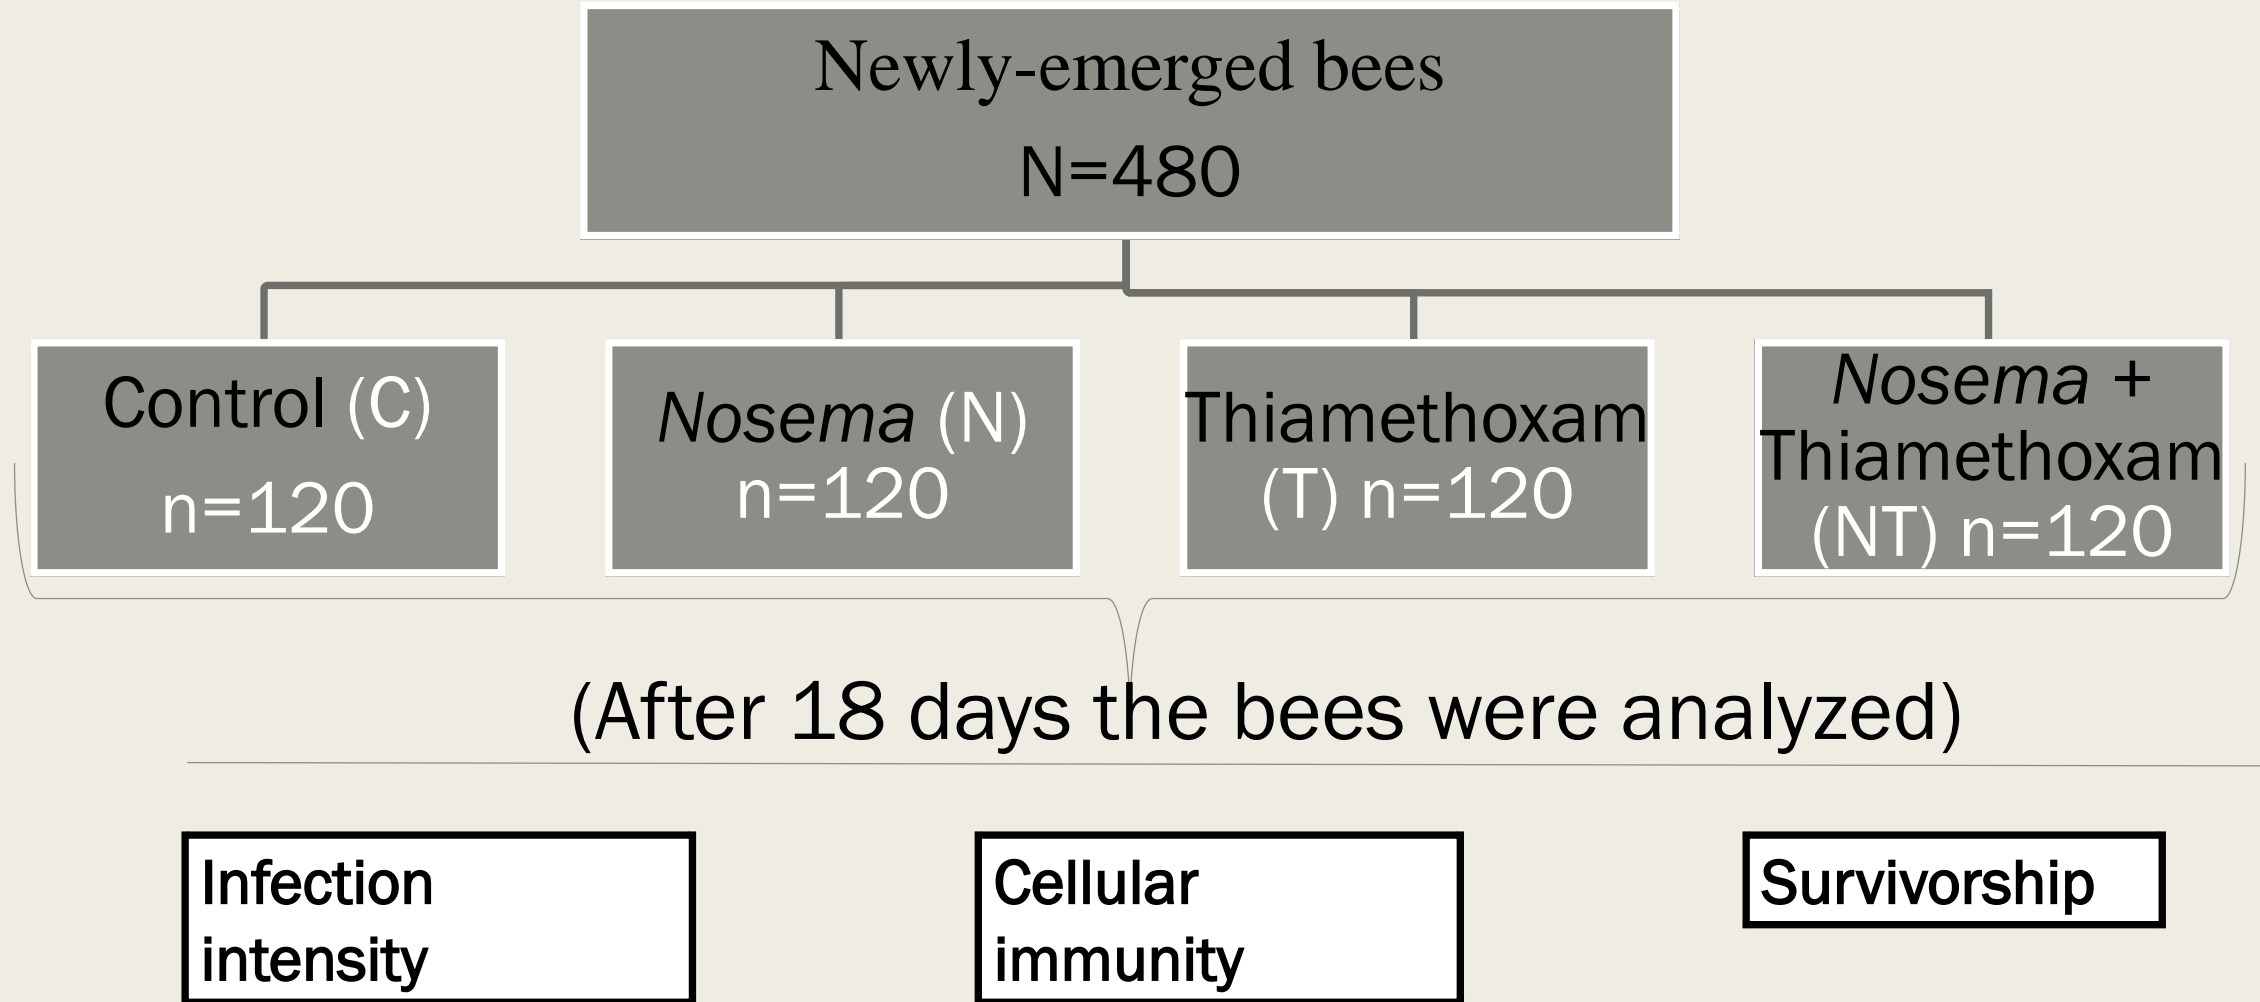 Newly-emerged bees
N=480
Control (C)
n=120
Nosema (N)
n=120
Thiamethoxam
(T) n=120
Nosema +
Thiamethoxam
(NT) n=120
(After 18 days the bees were analyzed)
Infection
intensity
Cellular
immunity
Survivorship